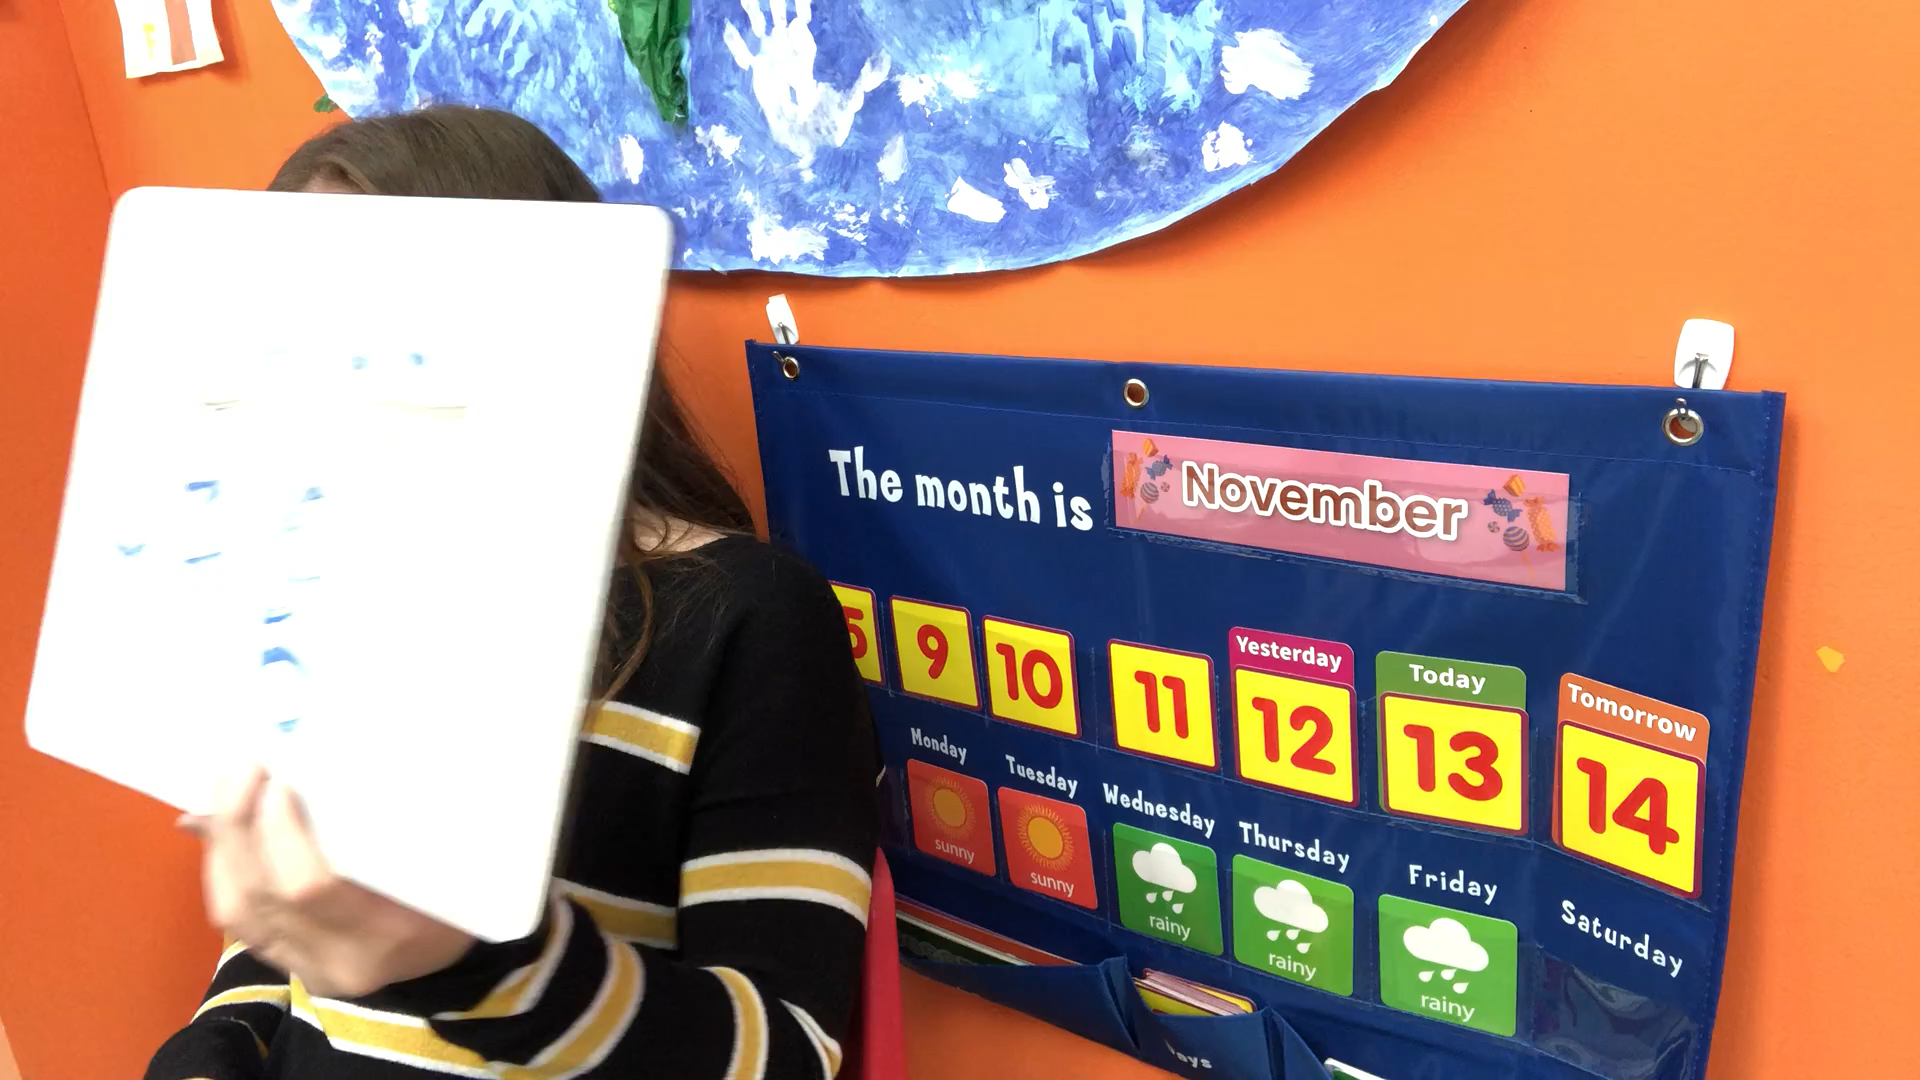 The month is November
5 9 10 11 12 13 14
Yesterday Today Tomorrow
Monday Tuesday Wednesday Thursday Friday Saturday
sunny sunny rainy rainy rainy